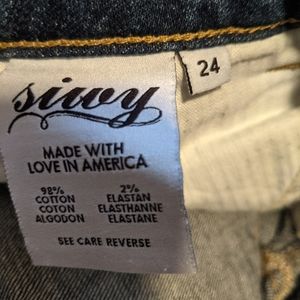 siwy
24
MADE WITH
LOVE IN AMERICA
98% 2%
COTTON ELASTAN
COTON ELASTHANNE
ALGODON ELASTANE
SEE CARE REVERSE